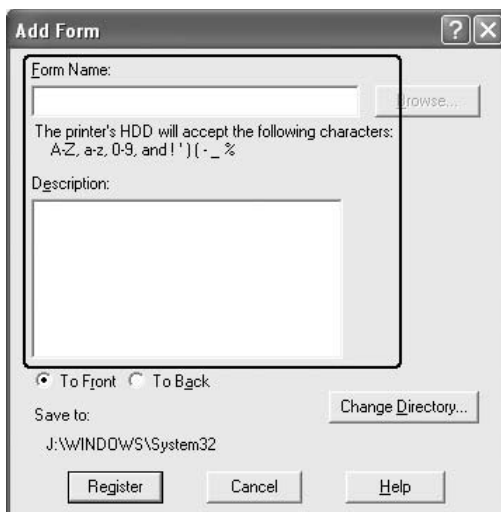 Add Form
?
Form Name:
Browse...
The printer's HDD will accept the following characters:
A-Z, a-z, 0-9, and ! ' ) ( - _ %
Description:
To Front To Back
Change Directory...
Save to:
J:\WINDOWS\System32
Register Cancel Help